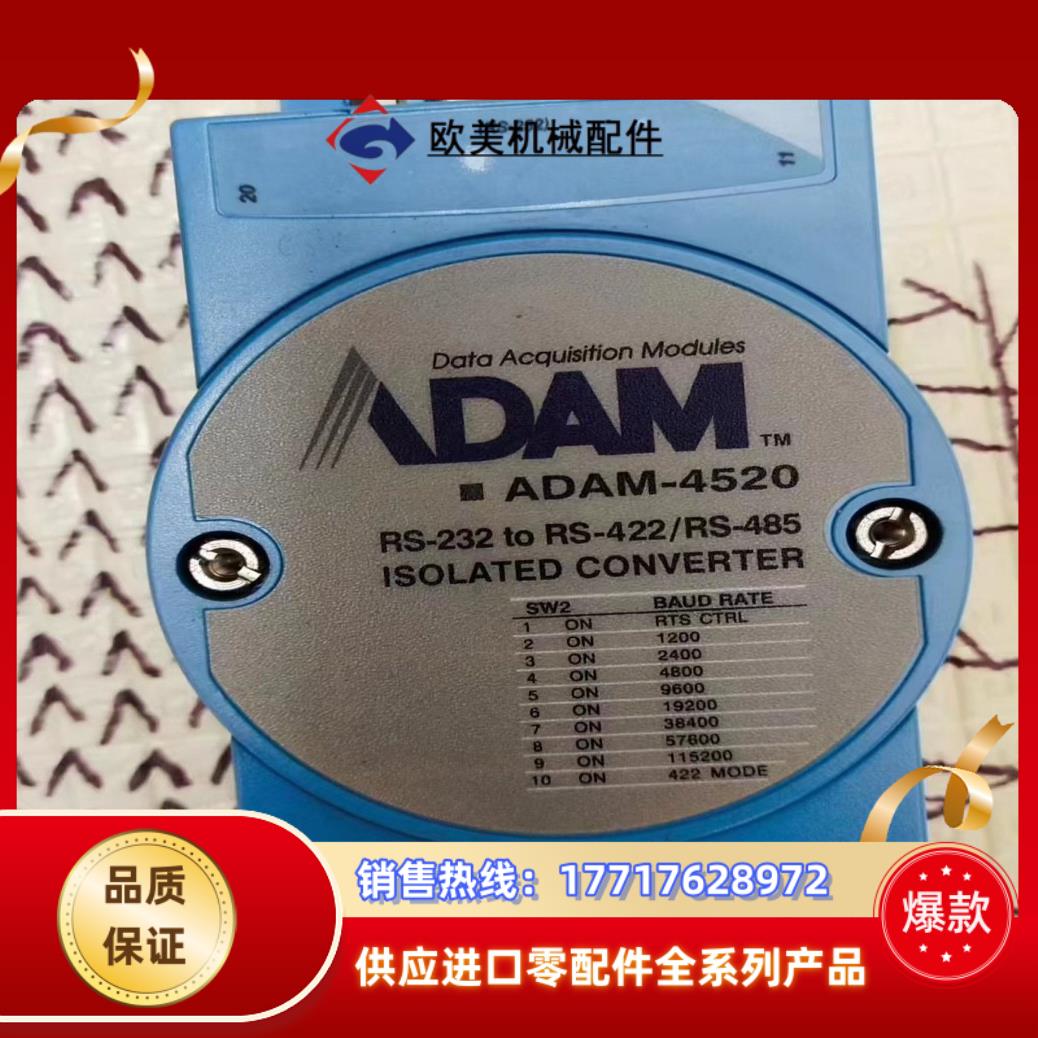 欧美机械配件
20
11
Data Acquisition Modules
ADAM TM
ADAM-4520
RS-232 to RS-422/RS-485
ISOLATED CONVERTER
SW2 BAUD RATE
1 ON RTS CTRL
2 ON 1200
3 ON 2400
4 ON 4800
5 ON 9600
6 ON 19200
7 ON 38400
8 ON 57600
9 ON 115200
10 ON 422 MODE
品质
保证
销售热线：17717628972
爆款
供应进口零配件全系列产品